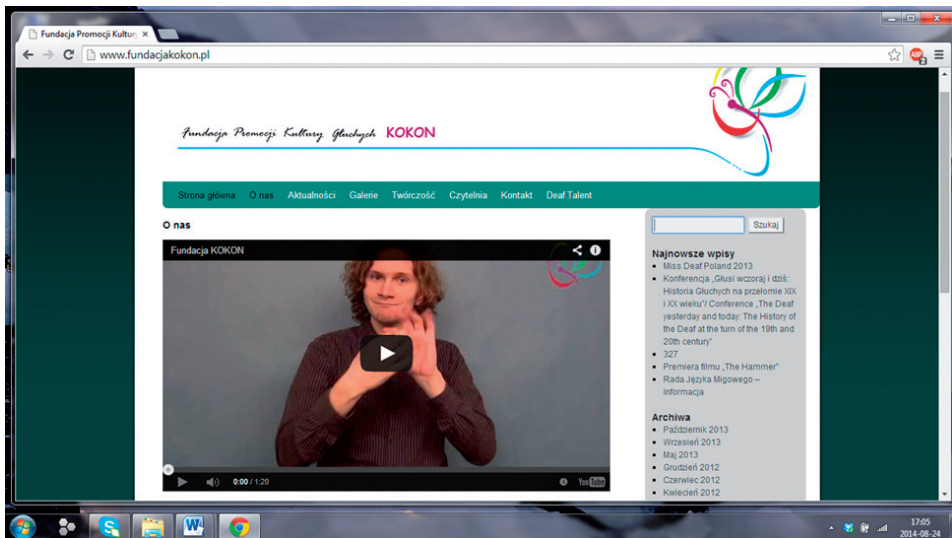 Fundacja Promocji Kultury
www.fundacjakokon.pl
ABP
2
Fundacja Promocji Kultury Głuchych KOKON
Strona główna O nas Aktualności Galerie Twórczość Czytelnia Kontakt Deaf Talent
O nas
Szukaj
Fundacja KOKON
Najnowsze wpisy
Miss Deaf Poland 2013
Konferencja „Głusi wczoraj i dziś:
Historia Głuchych na przełomie XIX
i XX wieku"/ Conference „The Deaf
yesterday and today: The History of
the Deaf at the turn of the 19th and
20th century"
327
Premiera filmu „The Hammer"
Rada Języka Migowego –
informacja
Archiwa
Październik 2013
Wrzesień 2013
Maj 2013
Grudzień 2012
Czerwiec 2012
Kwiecień 2012
0:00 / 1:20
YouTube
17:05
2014-08-24